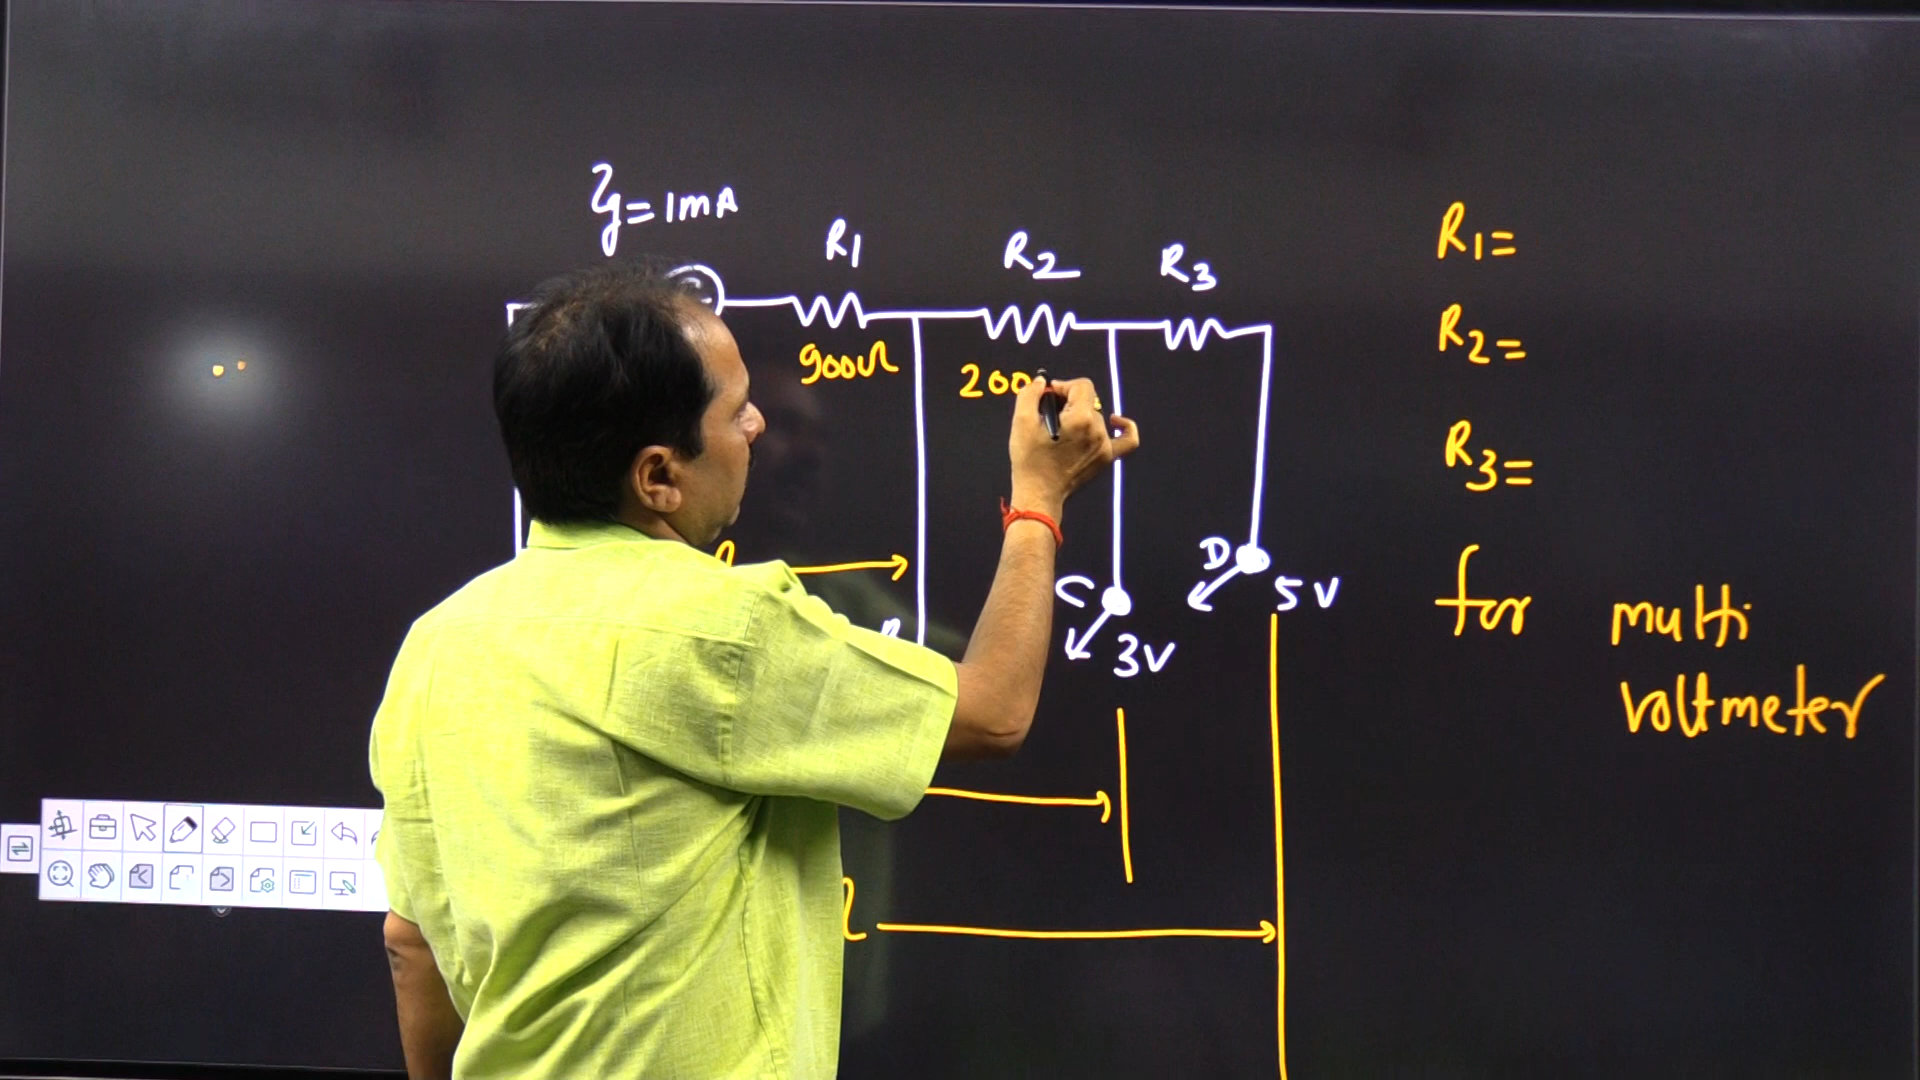 Ig = 1mA
R1
R2
R3
900Ω
200
C
3V
D
5V
R1 =
R2 =
R3 =
for multi
voltmeter